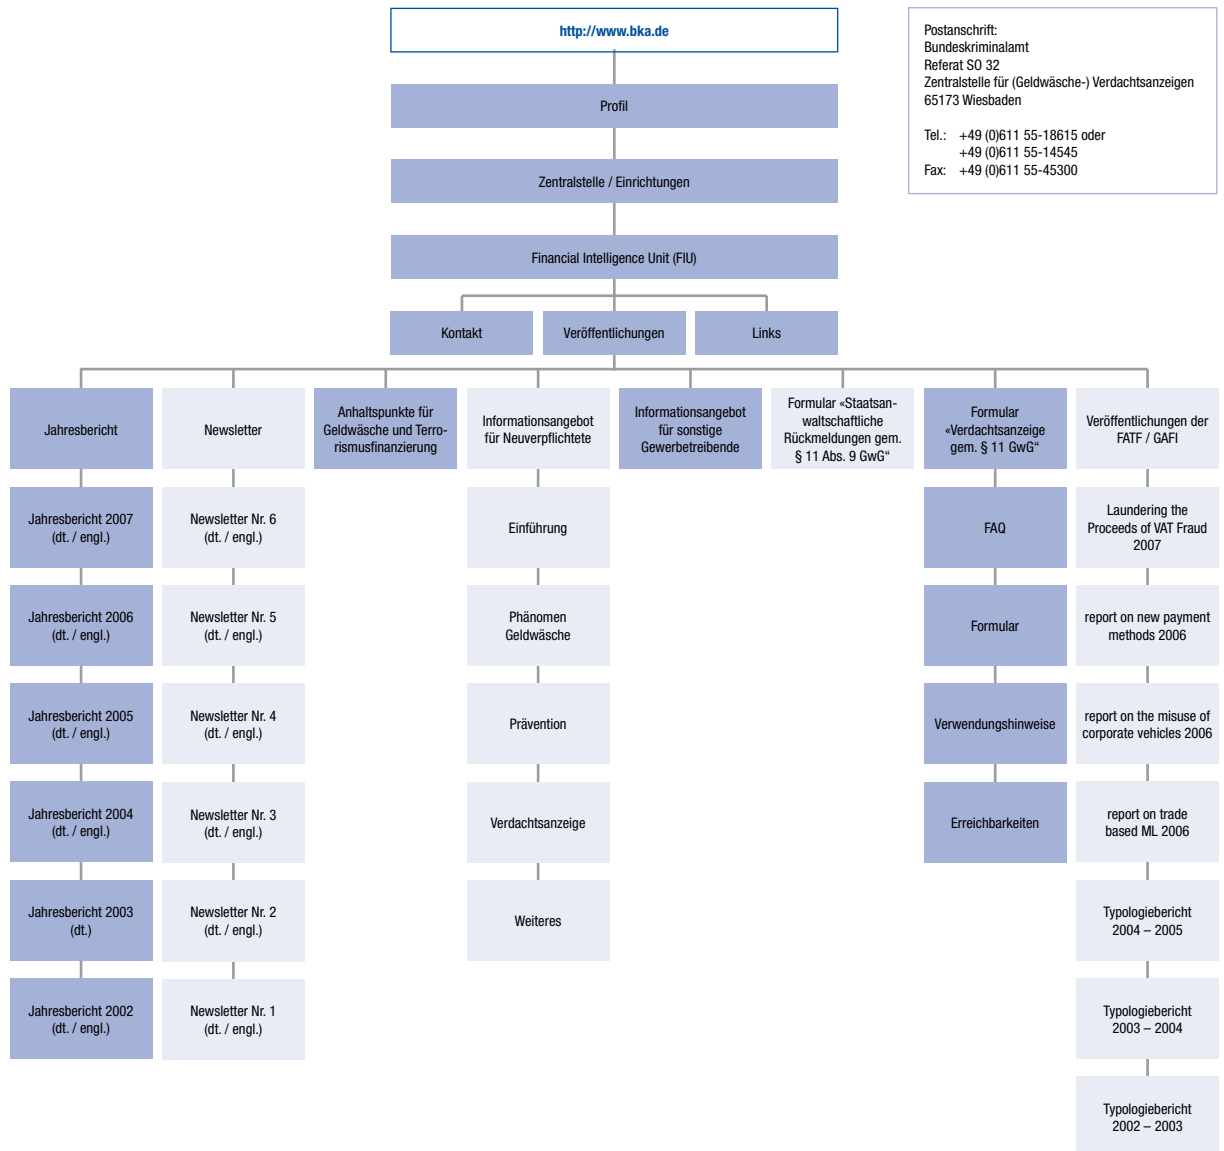 http://www.bka.de
Postanschrift:
Bundeskriminalamt
Referat SO 32
Zentralstelle für (Geldwäsche-) Verdachtsanzeigen
65173 Wiesbaden
Tel.: +49 (0)611 55-18615 oder
+49 (0)611 55-14545
Fax: +49 (0)611 55-45300
Profil
Zentralstelle / Einrichtungen
Financial Intelligence Unit (FIU)
Kontakt
Veröffentlichungen
Links
Jahresbericht
Jahresbericht 2007
(dt. / engl.)
Jahresbericht 2006
(dt. / engl.)
Jahresbericht 2005
(dt. / engl.)
Jahresbericht 2004
(dt. / engl.)
Jahresbericht 2003
(dt.)
Jahresbericht 2002
(dt. / engl.)
Newsletter
Newsletter Nr. 6
(dt. / engl.)
Newsletter Nr. 5
(dt. / engl.)
Newsletter Nr. 4
(dt. / engl.)
Newsletter Nr. 3
(dt. / engl.)
Newsletter Nr. 2
(dt. / engl.)
Newsletter Nr. 1
(dt. / engl.)
Anhaltspunkte für
Geldwäsche und Terro-
rismusfinanzierung
Informationsangebot
für Neuverpflichtete
Einführung
Phänomen
Geldwäsche
Prävention
Verdachtsanzeige
Weiteres
Informationsangebot
für sonstige
Gewerbetreibende
Formular «Staatsan-
waltschaftliche
Rückmeldungen gem.
§ 11 Abs. 9 GwG“
Formular
«Verdachtsanzeige
gem. § 11 GwG“
FAQ
Formular
Verwendungshinweise
Erreichbarkeiten
Veröffentlichungen der
FATF / GAFI
Laundering the
Proceeds of VAT Fraud
2007
report on new payment
methods 2006
report on the misuse of
corporate vehicles 2006
report on trade
based ML 2006
Typologiebericht
2004 – 2005
Typologiebericht
2003 – 2004
Typologiebericht
2002 – 2003